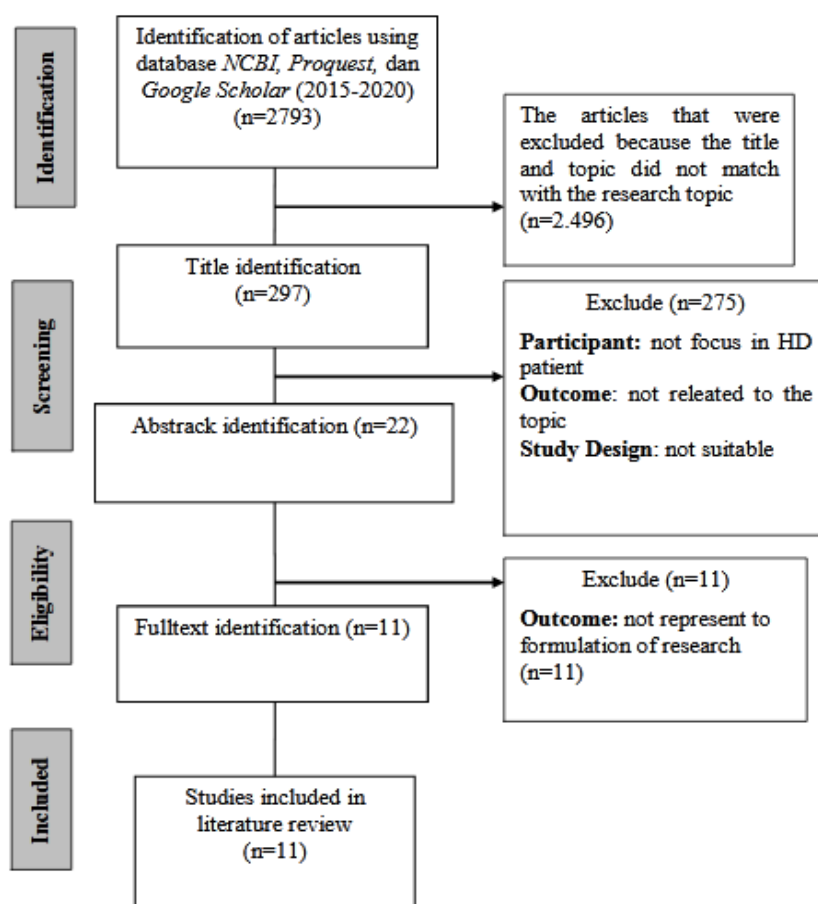 Identification
Identification of articles using
database NCBI, Proquest, dan
Google Scholar (2015-2020)
(n=2793)
The articles that were
excluded because the title
and topic did not match
with the research topic
(n=2.496)
Screening
Title identification
(n=297)
Exclude (n=275)
Participant: not focus in HD
patient
Outcome: not releated to the
topic
Study Design: not suitable
Abstrack identification (n=22)
Eligibility
Exclude (n=11)
Outcome: not represent to
formulation of research
(n=11)
Fulltext identification (n=11)
Included
Studies included in
literature review
(n=11)